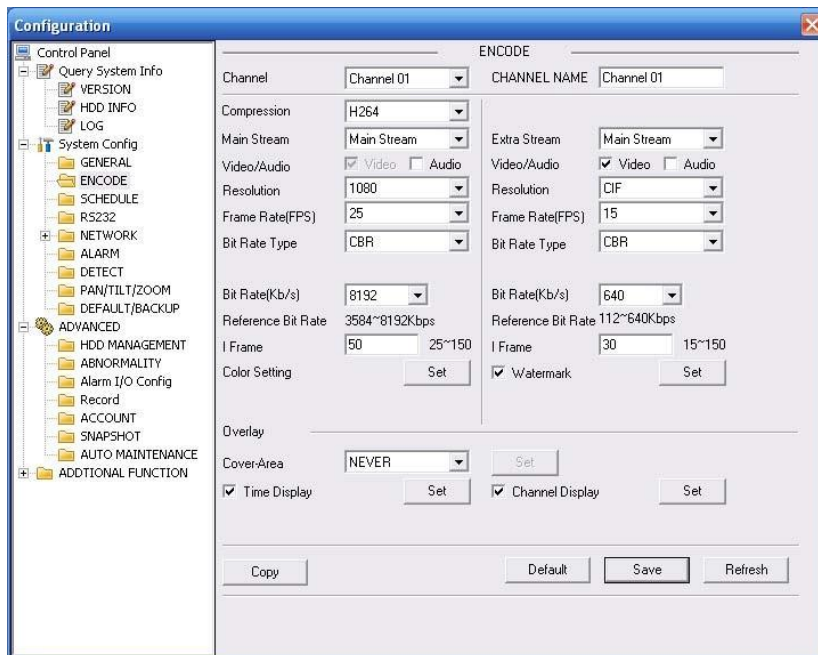 Configuration
Control Panel
Query System Info
VERSION
HDD INFO
LOG
System Config
GENERAL
ENCODE
SCHEDULE
RS232
NETWORK
ALARM
DETECT
PAN/TILT/ZOOM
DEFAULT/BACKUP
ADVANCED
HDD MANAGEMENT
ABNORMALITY
Alarm I/O Config
Record
ACCOUNT
SNAPSHOT
AUTO MAINTENANCE
ADDTIONAL FUNCTION
ENCODE
Channel Channel 01 CHANNEL NAME Channel 01
Compression H264
Main Stream Main Stream Extra Stream Main Stream
Video/Audio Video Audio Video/Audio Video Audio
Resolution 1080 Resolution CIF
Frame Rate(FPS) 25 Frame Rate(FPS) 15
Bit Rate Type CBR Bit Rate Type CBR
Bit Rate(Kb/s) 8192 Bit Rate(Kb/s) 640
Reference Bit Rate 3584~8192Kbps Reference Bit Rate 112~640Kbps
I Frame 50 25~150 I Frame 30 15~150
Color Setting Set Watermark Set
Overlay
Cover-Area NEVER Set
Time Display Set Channel Display Set
Copy Default Save Refresh